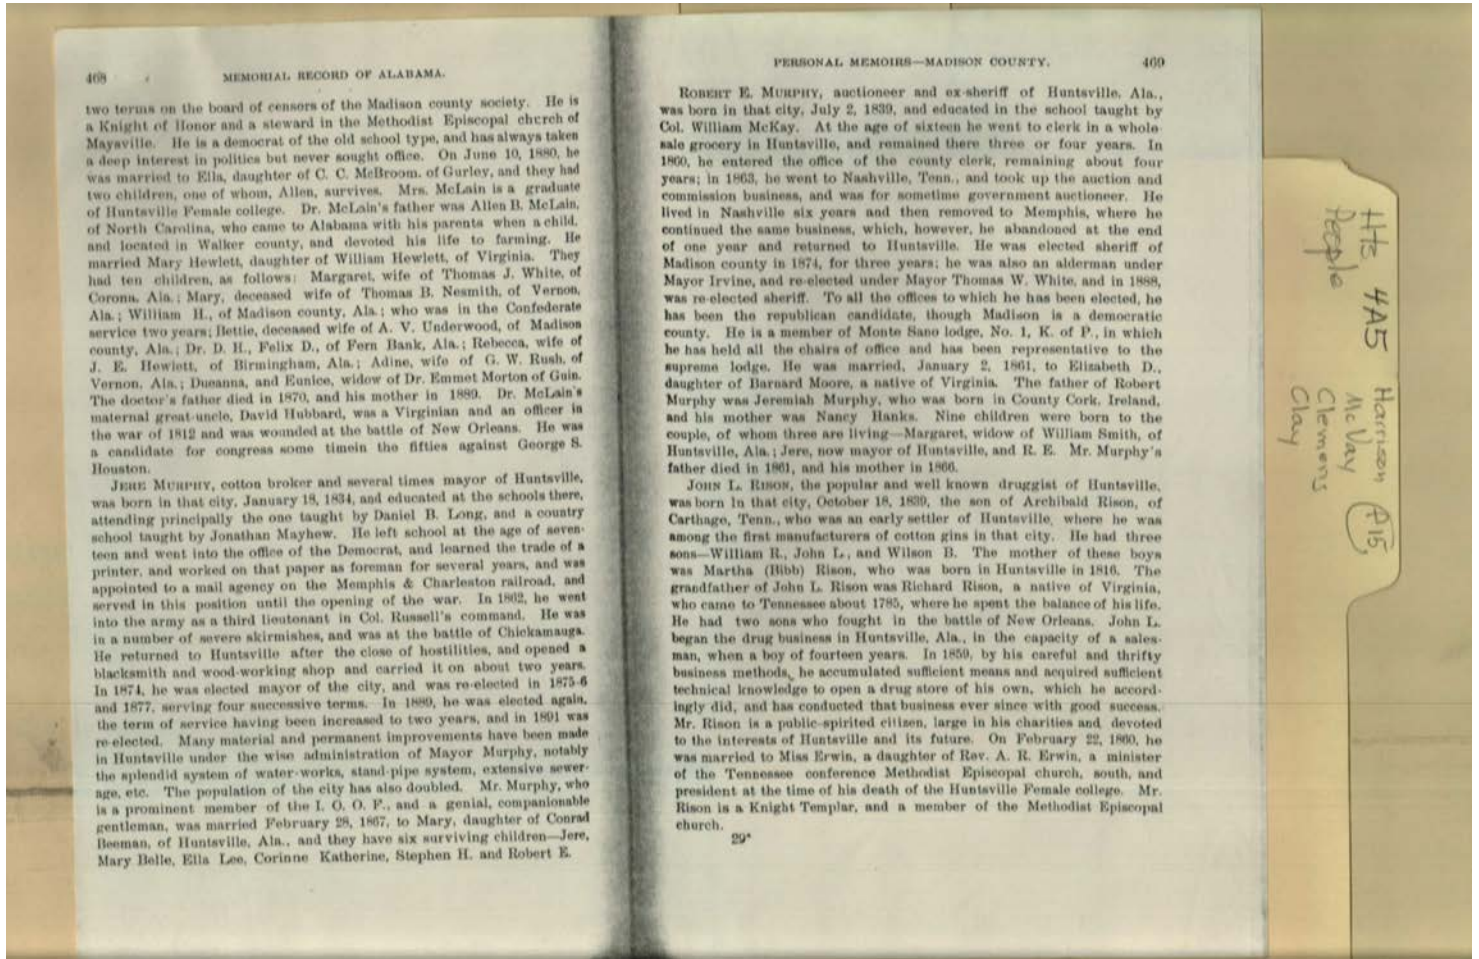 468
MEMORIAL RECORD OF ALABAMA.
two terms on the board of censors of the Madison county society. He is
a Knight of Honor and a steward in the Methodist Episcopal church of
Maysville. He is a democrat of the old school type, and has always taken
a deep interest in politics but never sought office. On June 10, 1880, he
was married to Ella, daughter of C. C. McBroom, of Gurley, and they had
two children, one of whom, Allen, survives. Mrs. McLain is a graduate
of Huntsville Female college. Dr. McLain's father was Allen B. McLain,
of North Carolina, who came to Alabama with his parents when a child,
and located in Walker county, and devoted his life to farming. He
married Mary Hewlett, daughter of William Hewlett, of Virginia. They
had ten children, as follows: Margaret, wife of Thomas J. White, of
Corona, Ala.; Mary, deceased wife of Thomas B. Nesmith, of Vernon,
Ala.; William H., of Madison county, Ala.; who was in the Confederate
service two years; Bettie, deceased wife of A. V. Underwood, of Madison
county, Ala.; Dr. D. H., Felix D., of Fern Bank, Ala.; Rebecca, wife of
J. E. Howlett, of Birmingham, Ala.; Adine, wife of G. W. Rush, of
Vernon, Ala.; Dueanna, and Eunice, widow of Dr. Emmet Morton of Guin.
The doctor's father died in 1870, and his mother in 1889. Dr. McLain's
maternal great-uncle, David Hubbard, was a Virginian and an officer in
the war of 1812 and was wounded at the battle of New Orleans. He was
a candidate for congress some timein the fifties against George S.
Houston.
JERE MURPHY, cotton broker and several times mayor of Huntsville,
was born in that city, January 18, 1834, and educated at the schools there,
attending principally the one taught by Daniel B. Long, and a country
school taught by Jonathan Mayhew. He left school at the age of seven-
teen and went into the office of the Democrat, and learned the trade of a
printer, and worked on that paper as foreman for several years, and was
appointed to a mail agency on the Memphis & Charleston railroad, and
served in this position until the opening of the war. In 1862, he went
into the army as a third lieutenant in Col. Russell's command. He was
in a number of severe skirmishes, and was at the battle of Chickamauga.
He returned to Huntsville after the close of hostilities, and opened a
blacksmith and wood-working shop and carried it on about two years.
In 1874, he was elected mayor of the city, and was re-elected in 1875-6
and 1877, serving four successive terms. In 1889, he was elected again,
the term of service having been increased to two years, and in 1891 was
re-elected. Many material and permanent improvements have been made
in Huntsville under the wise administration of Mayor Murphy, notably
the splendid system of water-works, stand-pipe system, extensive sewer-
age, etc. The population of the city has also doubled. Mr. Murphy, who
is a prominent member of the I. O. O. F., and a genial, companionable
gentleman, was married February 28, 1867, to Mary, daughter of Conrad
Beeman, of Huntsville, Ala., and they have six surviving children—Jere,
Mary Belle, Ella Lee, Corinne Katherine, Stephen H. and Robert E.
PERSONAL MEMOIRS—MADISON COUNTY.
469
ROBERT E. MURPHY, auctioneer and ex-sheriff of Huntsville, Ala.,
was born in that city, July 2, 1839, and educated in the school taught by
Col. William McKay. At the age of sixteen he went to clerk in a whole-
sale grocery in Huntsville, and remained there three or four years. In
1860, he entered the office of the county clerk, remaining about four
years; in 1863, he went to Nashville, Tenn., and took up the auction and
commission business, and was for sometime government auctioneer. He
lived in Nashville six years and then removed to Memphis, where he
continued the same business, which, however, he abandoned at the end
of one year and returned to Huntsville. He was elected sheriff of
Madison county in 1874, for three years; he was also an alderman under
Mayor Irvine, and re-elected under Mayor Thomas W. White, and in 1888,
was re-elected sheriff. To all the offices to which he has been elected, he
has been the republican candidate, though Madison is a democratic
county. He is a member of Monte Sano lodge, No. 1, K. of P., in which
he has held all the chairs of office and has been representative to the
supreme lodge. He was married, January 2, 1861, to Elizabeth D.,
daughter of Barnard Moore, a native of Virginia. The father of Robert
Murphy was Jeremiah Murphy, who was born in County Cork, Ireland,
and his mother was Nancy Hanks. Nine children were born to the
couple, of whom three are living—Margaret, widow of William Smith, of
Huntsville, Ala.; Jere, now mayor of Huntsville, and R. E. Mr. Murphy's
father died in 1861, and his mother in 1866.
JOHN L. RISON, the popular and well known druggist of Huntsville,
was born in that city, October 18, 1839, the son of Archibald Rison, of
Carthage, Tenn., who was an early settler of Huntsville, where he was
among the first manufacturers of cotton gins in that city. He had three
sons—William R., John L., and Wilson B. The mother of these boys
was Martha (Bibb) Rison, who was born in Huntsville in 1816. The
grandfather of John L. Rison was Richard Rison, a native of Virginia,
who came to Tennessee about 1785, where he spent the balance of his life.
He had two sons who fought in the battle of New Orleans. John L.
began the drug business in Huntsville, Ala., in the capacity of a sales-
man, when a boy of fourteen years. In 1859, by his careful and thrifty
business methods, he accumulated sufficient means and acquired sufficient
technical knowledge to open a drug store of his own, which he accord-
ingly did, and has conducted that business ever since with good success.
Mr. Rison is a public-spirited citizen, large in his charities and devoted
to the interests of Huntsville and its future. On February 22, 1860, he
was married to Miss Erwin, a daughter of Rev. A. R. Erwin, a minister
of the Tennessee conference Methodist Episcopal church, south, and
president at the time of his death of the Huntsville Female college. Mr.
Rison is a Knight Templar, and a member of the Methodist Episcopal
church.
29*
Hts 4A5 Harrison P15,
People McVay
Clemens
Clay